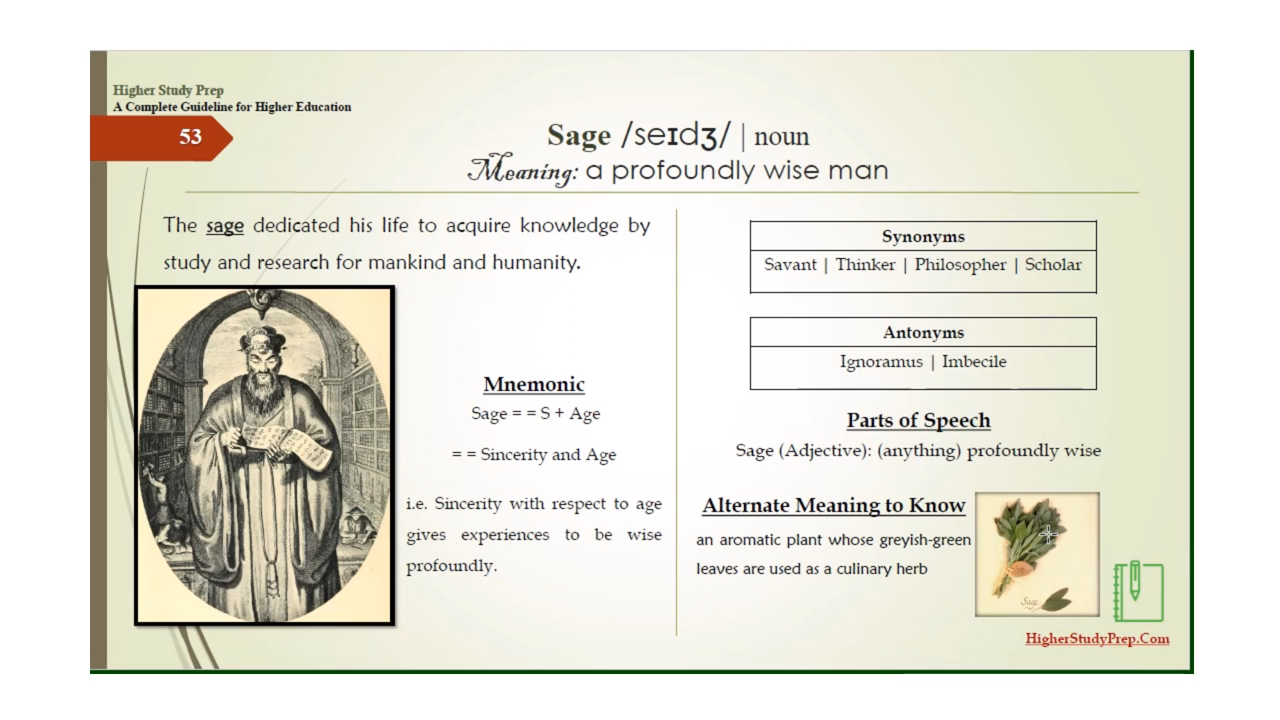 Higher Study Prep
A Complete Guideline for Higher Education
53
Sage /seɪdʒ/ | noun
Meaning: a profoundly wise man
The sage dedicated his life to acquire knowledge by
study and research for mankind and humanity.
Mnemonic
Sage = = S + Age
= = Sincerity and Age
i.e. Sincerity with respect to age
gives experiences to be wise
profoundly.
Synonyms
Savant | Thinker | Philosopher | Scholar
Antonyms
Ignoramus | Imbecile
Parts of Speech
Sage (Adjective): (anything) profoundly wise
Alternate Meaning to Know
an aromatic plant whose greyish-green
leaves are used as a culinary herb
Sage
HigherStudyPrep.Com